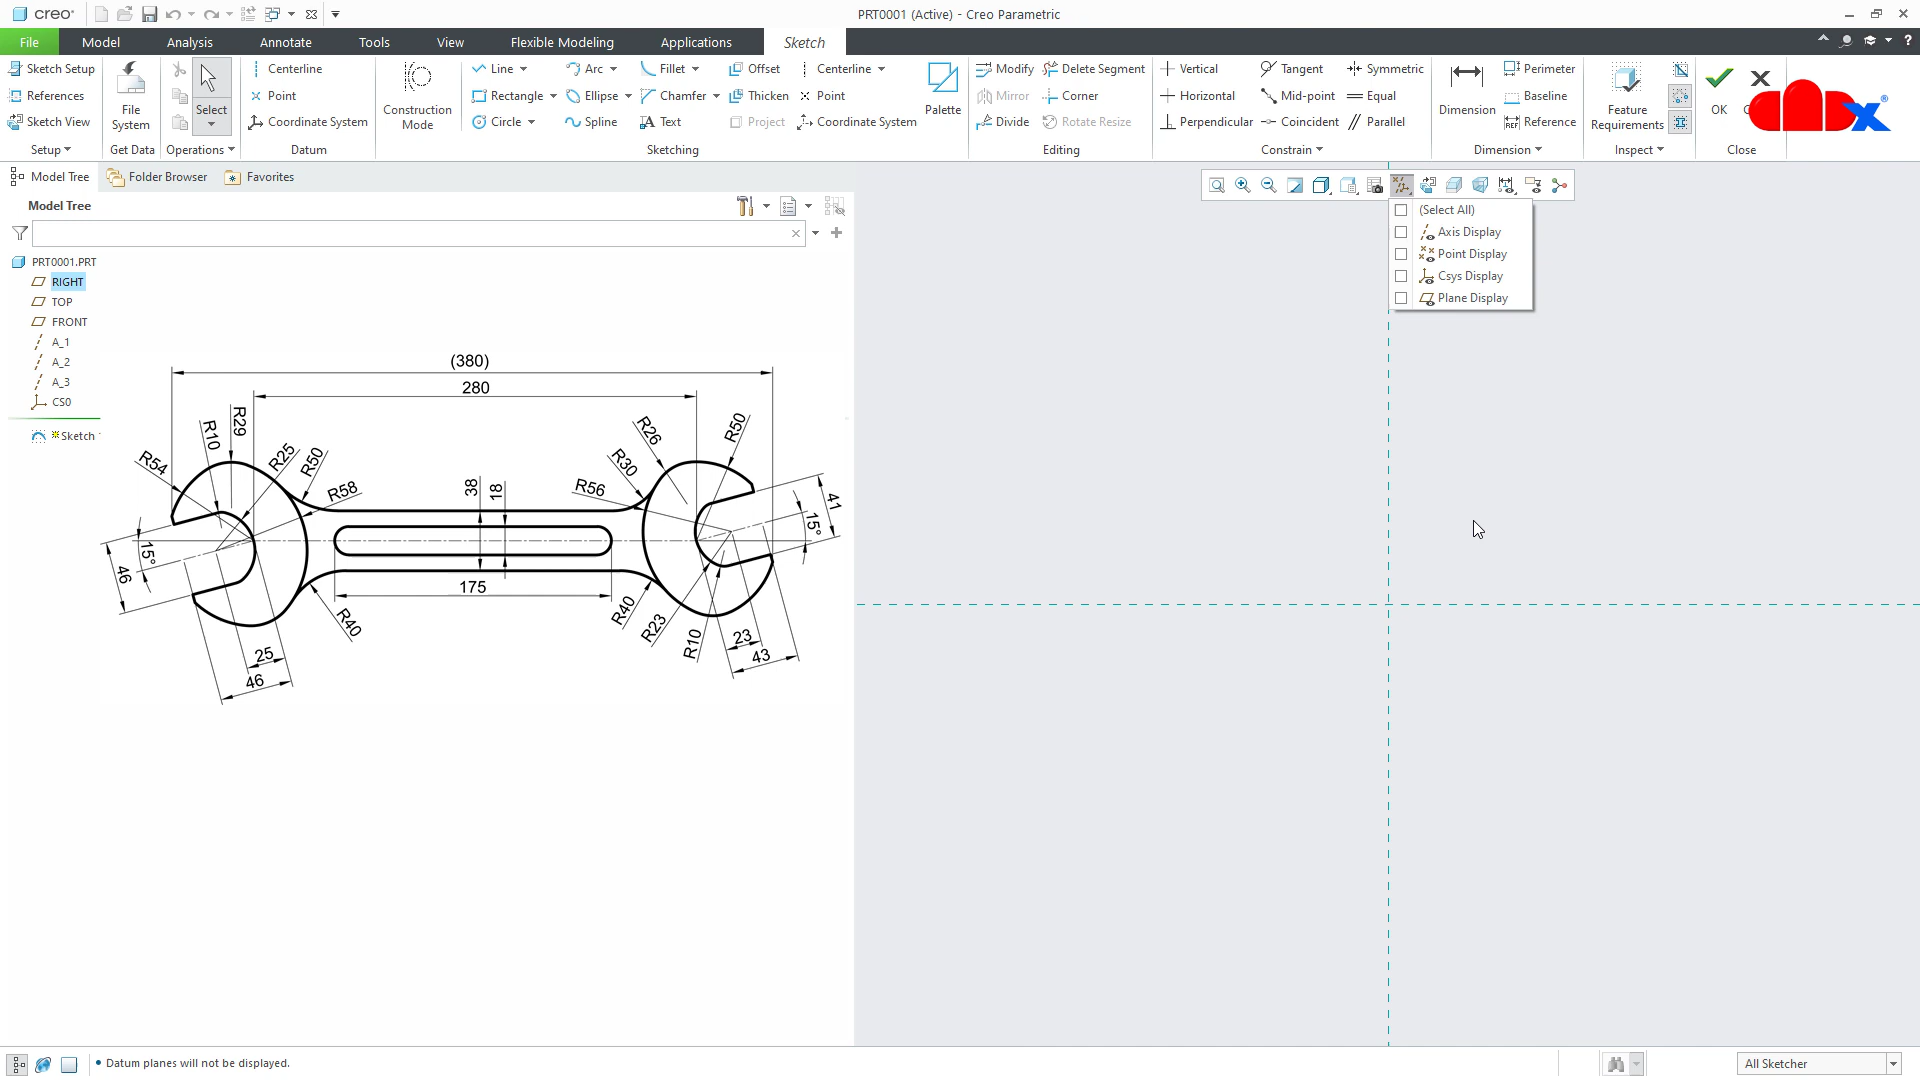 creo
PRT0001 (Active) - Creo Parametric
File Model Analysis Annotate Tools View Flexible Modeling Applications Sketch
Sketch Setup
References
Sketch View
Setup
File System
Get Data
Select
Operations
Centerline
Point
Coordinate System
Datum
Construction Mode
Line Arc Fillet Offset Centerline
Rectangle Ellipse Chamfer Thicken Point
Circle Spline Text Project Coordinate System
Palette
Sketching
Modify Delete Segment
Mirror Corner
Divide Rotate Resize
Editing
Vertical Tangent Symmetric
Horizontal Mid-point Equal
Perpendicular Coincident Parallel
Constrain
Dimension
Perimeter
Baseline
REF Reference
Dimension
Feature Requirements
Inspect
OK
Close
Model Tree Folder Browser Favorites
Model Tree
PRT0001.PRT
RIGHT
TOP
FRONT
A_1
A_2
A_3
CS0
Sketch
(Select All)
Axis Display
Point Display
Csys Display
Plane Display
(380)
280
R54
R10
R29
R25
R50
R58
38
18
R56
R30
R26
R50
41
15°
15°
46
175
R40
R40
R23
R10
23
43
25
46
Datum planes will not be displayed.
All Sketcher